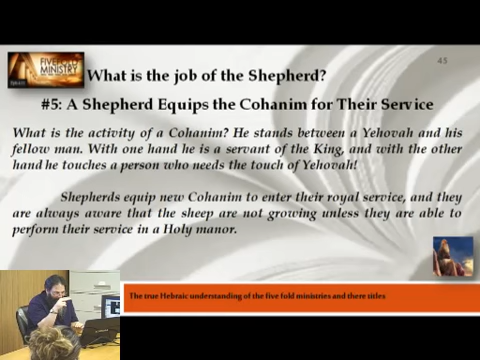 45
FIVEFOLD
MINISTRY
What is the job of the Shepherd?
#5: A Shepherd Equips the Cohanim for Their Service
What is the activity of a Cohanim? He stands between a Yehovah and his
fellow man. With one hand he is a servant of the King, and with the other
hand he touches a person who needs the touch of Yehovah!
Shepherds equip new Cohanim to enter their royal service, and they
are always aware that the sheep are not growing unless they are able to
perform their service in a Holy manor.
The true Hebraic understanding of the five fold ministries and there titles